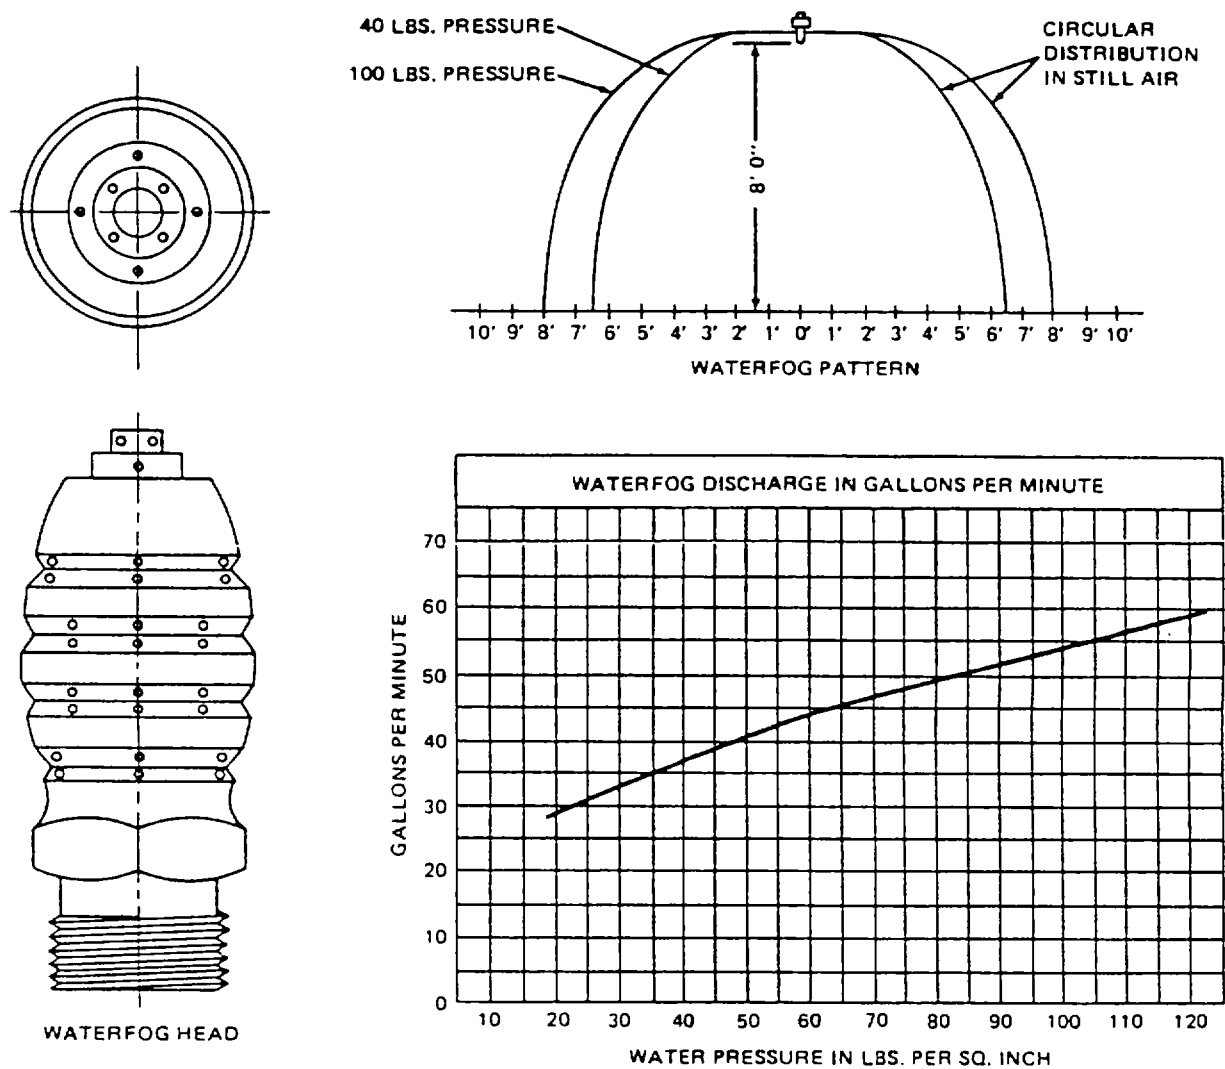 40 LBS. PRESSURE
100 LBS. PRESSURE
CIRCULAR
DISTRIBUTION
IN STILL AIR
8' 0"
10' 9' 8' 7' 6' 5' 4' 3' 2' 1' 0' 1' 2' 3' 4' 5' 6' 7' 8' 9' 10'
WATERFOG PATTERN
WATERFOG HEAD
WATERFOG DISCHARGE IN GALLONS PER MINUTE
GALLONS PER MINUTE
70
60
50
40
30
20
10
0
10 20 30 40 50 60 70 80 90 100 110 120
WATER PRESSURE IN LBS. PER SQ. INCH